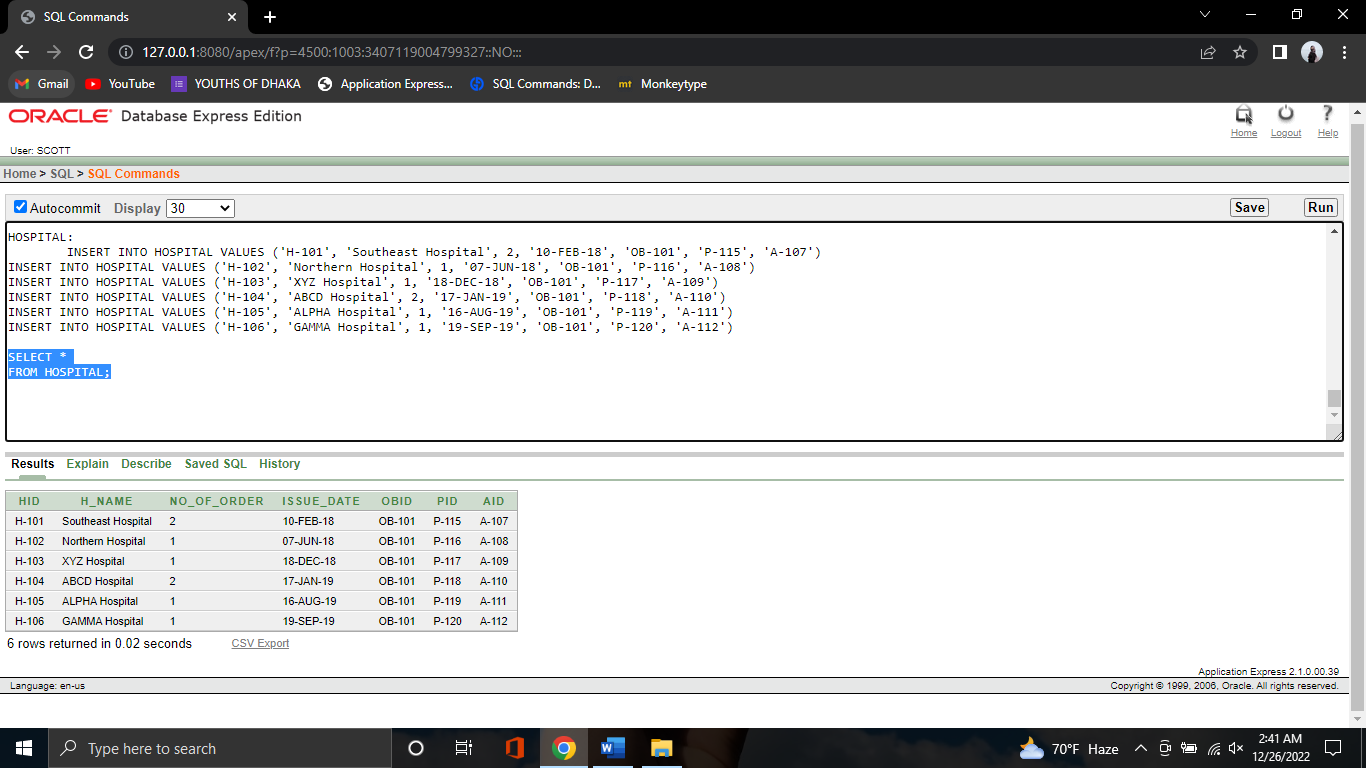 SQL Commands
127.0.0.1:8080/apex/f?p=4500:1003:3407119004799327::NO:::
Gmail YouTube YOUTHS OF DHAKA Application Express... SQL Commands: D... mt Monkeytype
ORACLE Database Express Edition
Home Logout Help
User: SCOTT
Home > SQL > SQL Commands
Autocommit Display 30 Save Run
HOSPITAL:
INSERT INTO HOSPITAL VALUES ('H-101', 'Southeast Hospital', 2, '10-FEB-18', 'OB-101', 'P-115', 'A-107')
INSERT INTO HOSPITAL VALUES ('H-102', 'Northern Hospital', 1, '07-JUN-18', 'OB-101', 'P-116', 'A-108')
INSERT INTO HOSPITAL VALUES ('H-103', 'XYZ Hospital', 1, '18-DEC-18', 'OB-101', 'P-117', 'A-109')
INSERT INTO HOSPITAL VALUES ('H-104', 'ABCD Hospital', 2, '17-JAN-19', 'OB-101', 'P-118', 'A-110')
INSERT INTO HOSPITAL VALUES ('H-105', 'ALPHA Hospital', 1, '16-AUG-19', 'OB-101', 'P-119', 'A-111')
INSERT INTO HOSPITAL VALUES ('H-106', 'GAMMA Hospital', 1, '19-SEP-19', 'OB-101', 'P-120', 'A-112')
SELECT *
FROM HOSPITAL;
Results Explain Describe Saved SQL History
HID H_NAME NO_OF_ORDER ISSUE_DATE OBID PID AID
H-101 Southeast Hospital 2 10-FEB-18 OB-101 P-115 A-107
H-102 Northern Hospital 1 07-JUN-18 OB-101 P-116 A-108
H-103 XYZ Hospital 1 18-DEC-18 OB-101 P-117 A-109
H-104 ABCD Hospital 2 17-JAN-19 OB-101 P-118 A-110
H-105 ALPHA Hospital 1 16-AUG-19 OB-101 P-119 A-111
H-106 GAMMA Hospital 1 19-SEP-19 OB-101 P-120 A-112
6 rows returned in 0.02 seconds CSV Export
Application Express 2.1.0.00.39
Language: en-us Copyright © 1999, 2006, Oracle. All rights reserved.
Type here to search 70°F Haze 2:41 AM
12/26/2022